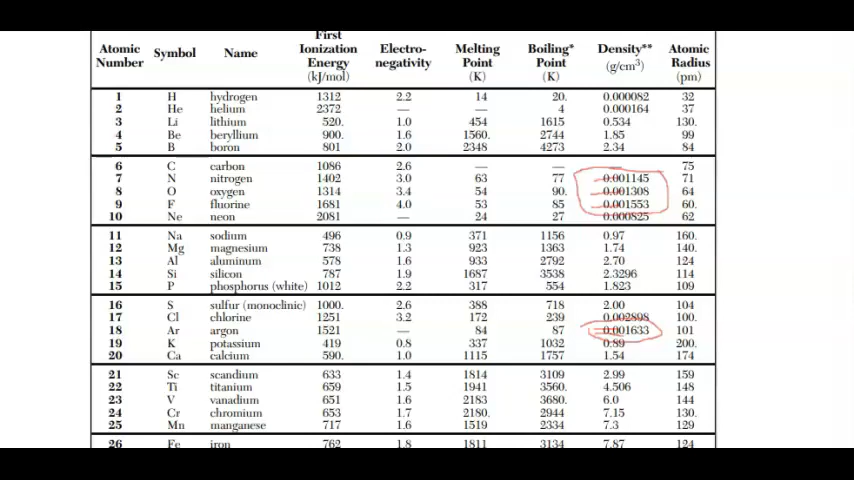 First
Atomic Symbol Name Ionization Electro- Melting Boiling* Density** Atomic
Number Energy negativity Point Point (g/cm³) Radius
(kJ/mol) (K) (K) (pm)
1 H hydrogen 1312 2.2 14 20. 0.000082 32
2 He helium 2372 — — 4 0.000164 37
3 Li lithium 520. 1.0 454 1615 0.534 130.
4 Be beryllium 900. 1.6 1560. 2744 1.85 99
5 B boron 801 2.0 2348 4273 2.34 84
6 C carbon 1086 2.6 — — — 75
7 N nitrogen 1402 3.0 63 77 0.001145 71
8 O oxygen 1314 3.4 54 90. 0.001308 64
9 F fluorine 1681 4.0 53 85 0.001553 60.
10 Ne neon 2081 — 24 27 0.000825 62
11 Na sodium 496 0.9 371 1156 0.97 160.
12 Mg magnesium 738 1.3 923 1363 1.74 140.
13 Al aluminum 578 1.6 933 2792 2.70 124
14 Si silicon 787 1.9 1687 3538 2.3296 114
15 P phosphorus (white) 1012 2.2 317 554 1.823 109
16 S sulfur (monoclinic) 1000. 2.6 388 718 2.00 104
17 Cl chlorine 1251 3.2 172 239 0.002898 100.
18 Ar argon 1521 — 84 87 0.001633 101
19 K potassium 419 0.8 337 1032 0.89 200.
20 Ca calcium 590. 1.0 1115 1757 1.54 174
21 Sc scandium 633 1.4 1814 3109 2.99 159
22 Ti titanium 659 1.5 1941 3560. 4.506 148
23 V vanadium 651 1.6 2183 3680. 6.0 144
24 Cr chromium 653 1.7 2180. 2944 7.15 130.
25 Mn manganese 717 1.6 1519 2334 7.3 129
26 Fe iron 762 1.8 1811 3134 7.87 124